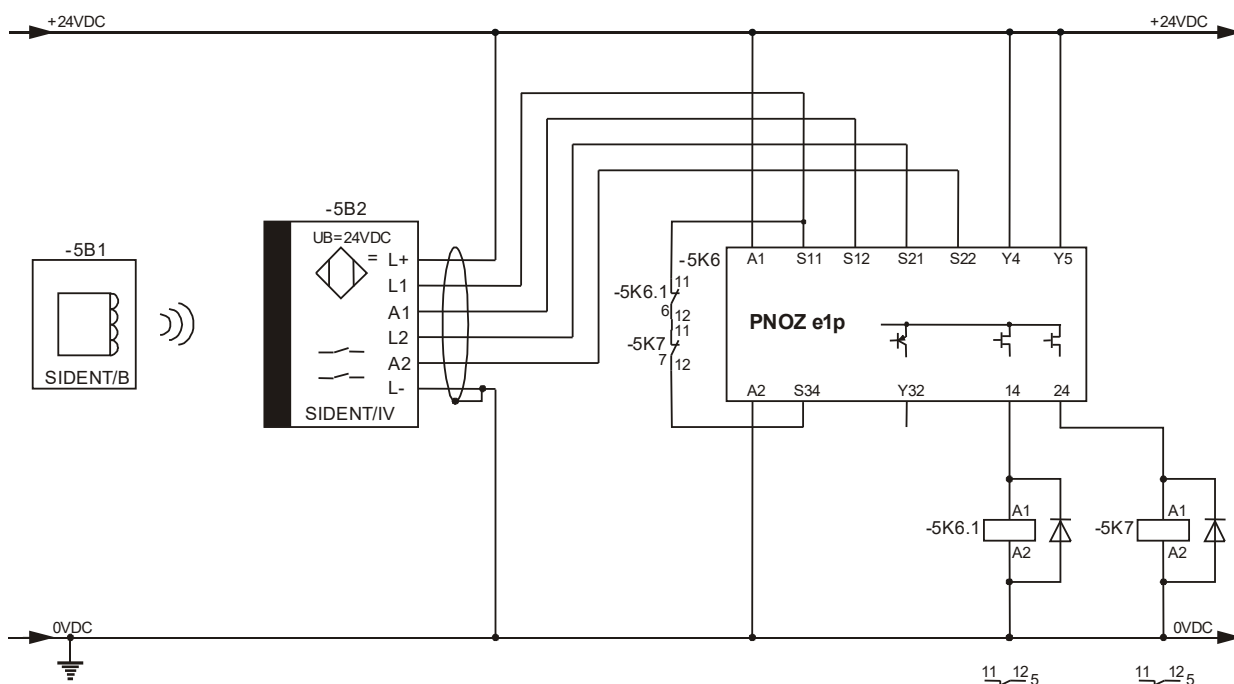 +24VDC +24VDC
-5B2
UB=24VDC
-5B1
= L+
-5K6 A1 S11 S12 S21 S22 Y4 Y5
L1
11
-5K6.1
A1
6 12
PNOZ e1p
11
L2
-5K7
7 12
A2
SIDENT/B
L-
A2 S34 Y32 14 24
SIDENT/IV
A1 A1
-5K6.1 -5K7
A2 A2
0VDC 0VDC
11 12 5 11 12 5